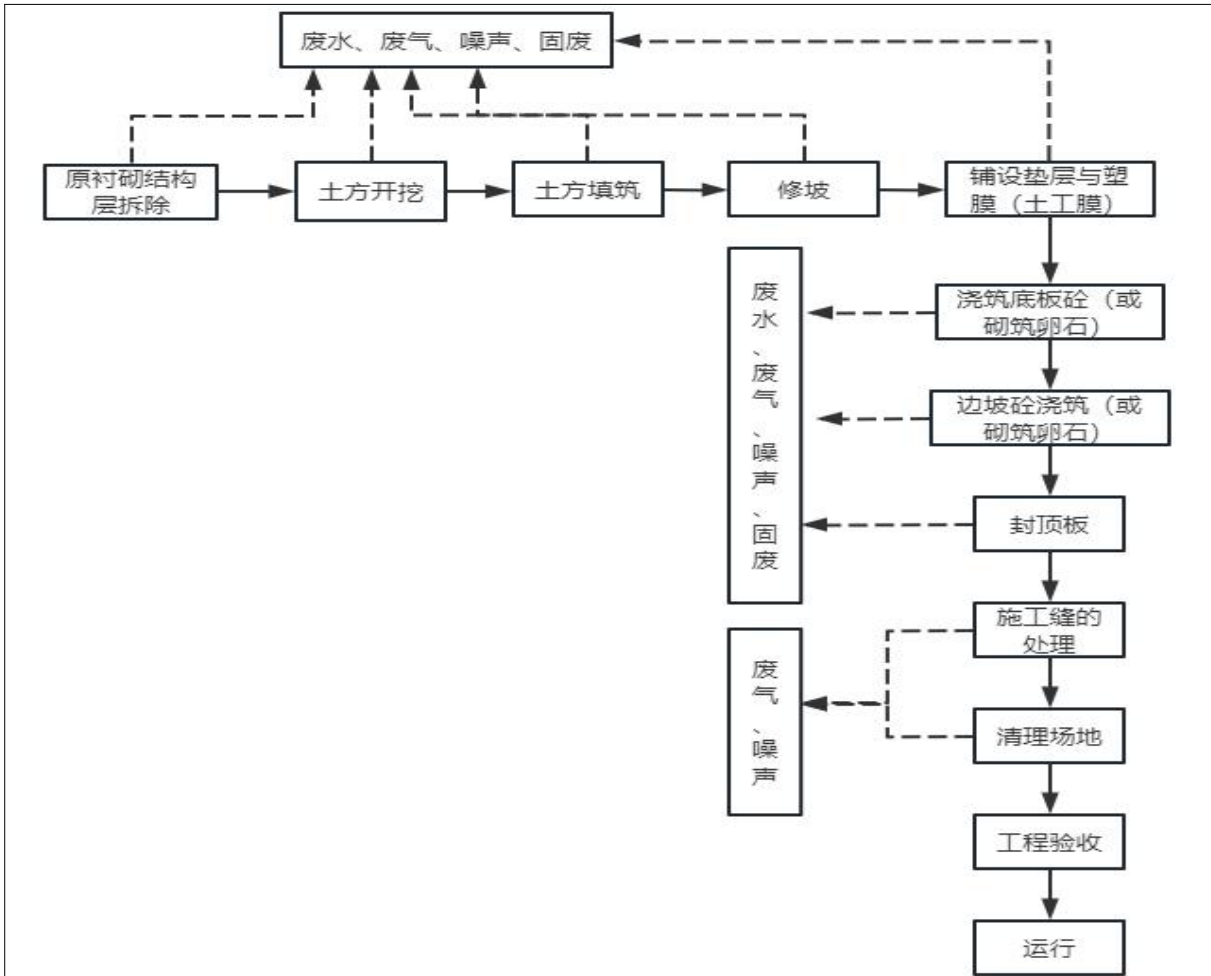 废水、废气、噪声、固废
原衬砌结构
层拆除
土方开挖
土方填筑
修坡
铺设垫层与塑
膜（土工膜）
废水、废气、噪声、固废
浇筑底板砼（或
砌筑卵石）
边坡砼浇筑（或
砌筑卵石）
封顶板
施工缝的
处理
废气、噪声
清理场地
工程验收
运行